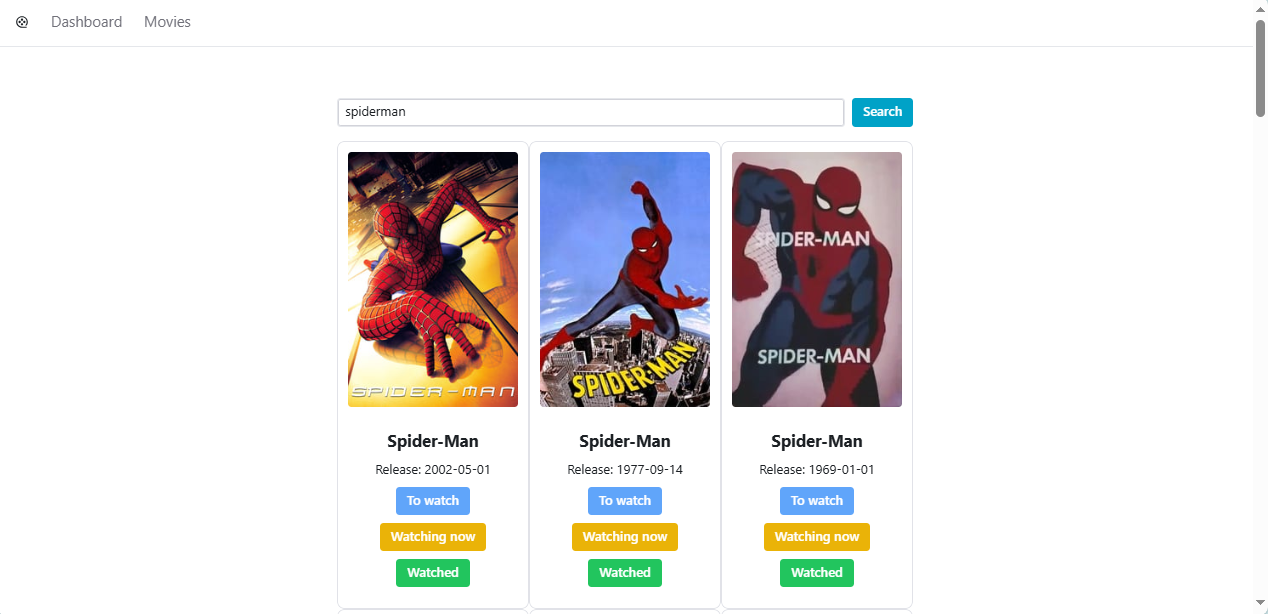 Dashboard Movies
spiderman Search
SPIDER-MAN
SPIDER-MAN
SPIDER-MAN
SPIDER-MAN
Spider-Man Spider-Man Spider-Man
Release: 2002-05-01 Release: 1977-09-14 Release: 1969-01-01
To watch To watch To watch
Watching now Watching now Watching now
Watched Watched Watched